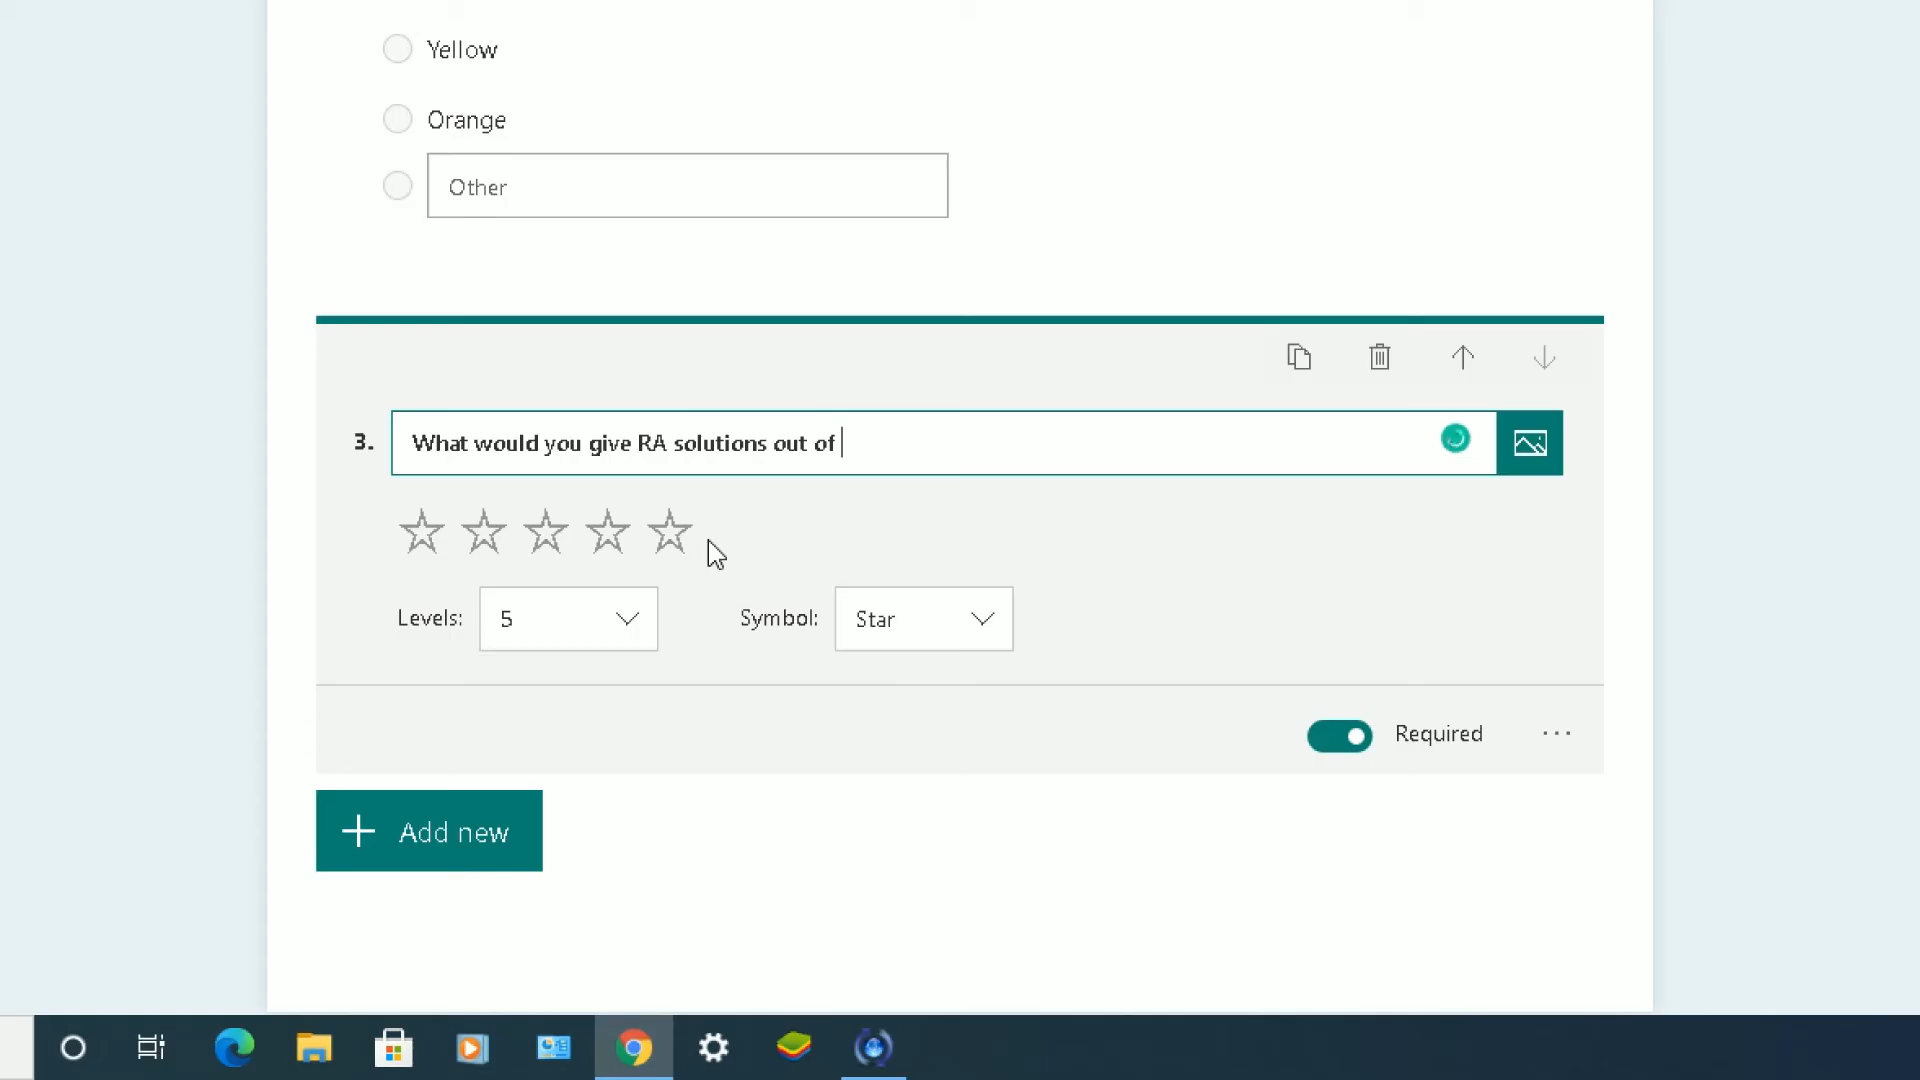 Yellow
Orange
Other
3. What would you give RA solutions out of
Levels: 5 Symbol: Star
Required ...
Add new